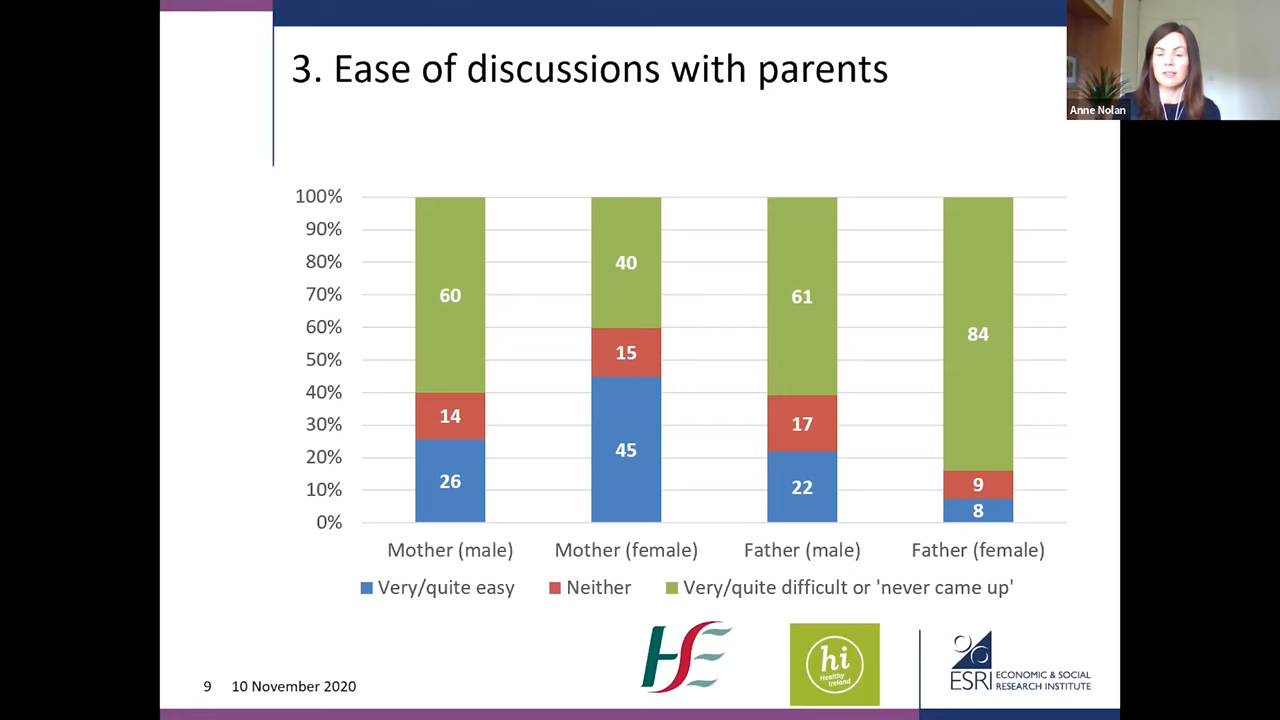 3. Ease of discussions with parents
Anne Nolan
100%
90%
80%
70%
60%
50%
40%
30%
20%
10%
0%
60
14
26
40
15
45
61
17
22
84
9
8
Mother (male)
Mother (female)
Father (male)
Father (female)
Very/quite easy
Neither
Very/quite difficult or 'never came up'
9
10 November 2020
HSE
hi
Healthy
Ireland
ESRI
ECONOMIC & SOCIAL
RESEARCH INSTITUTE